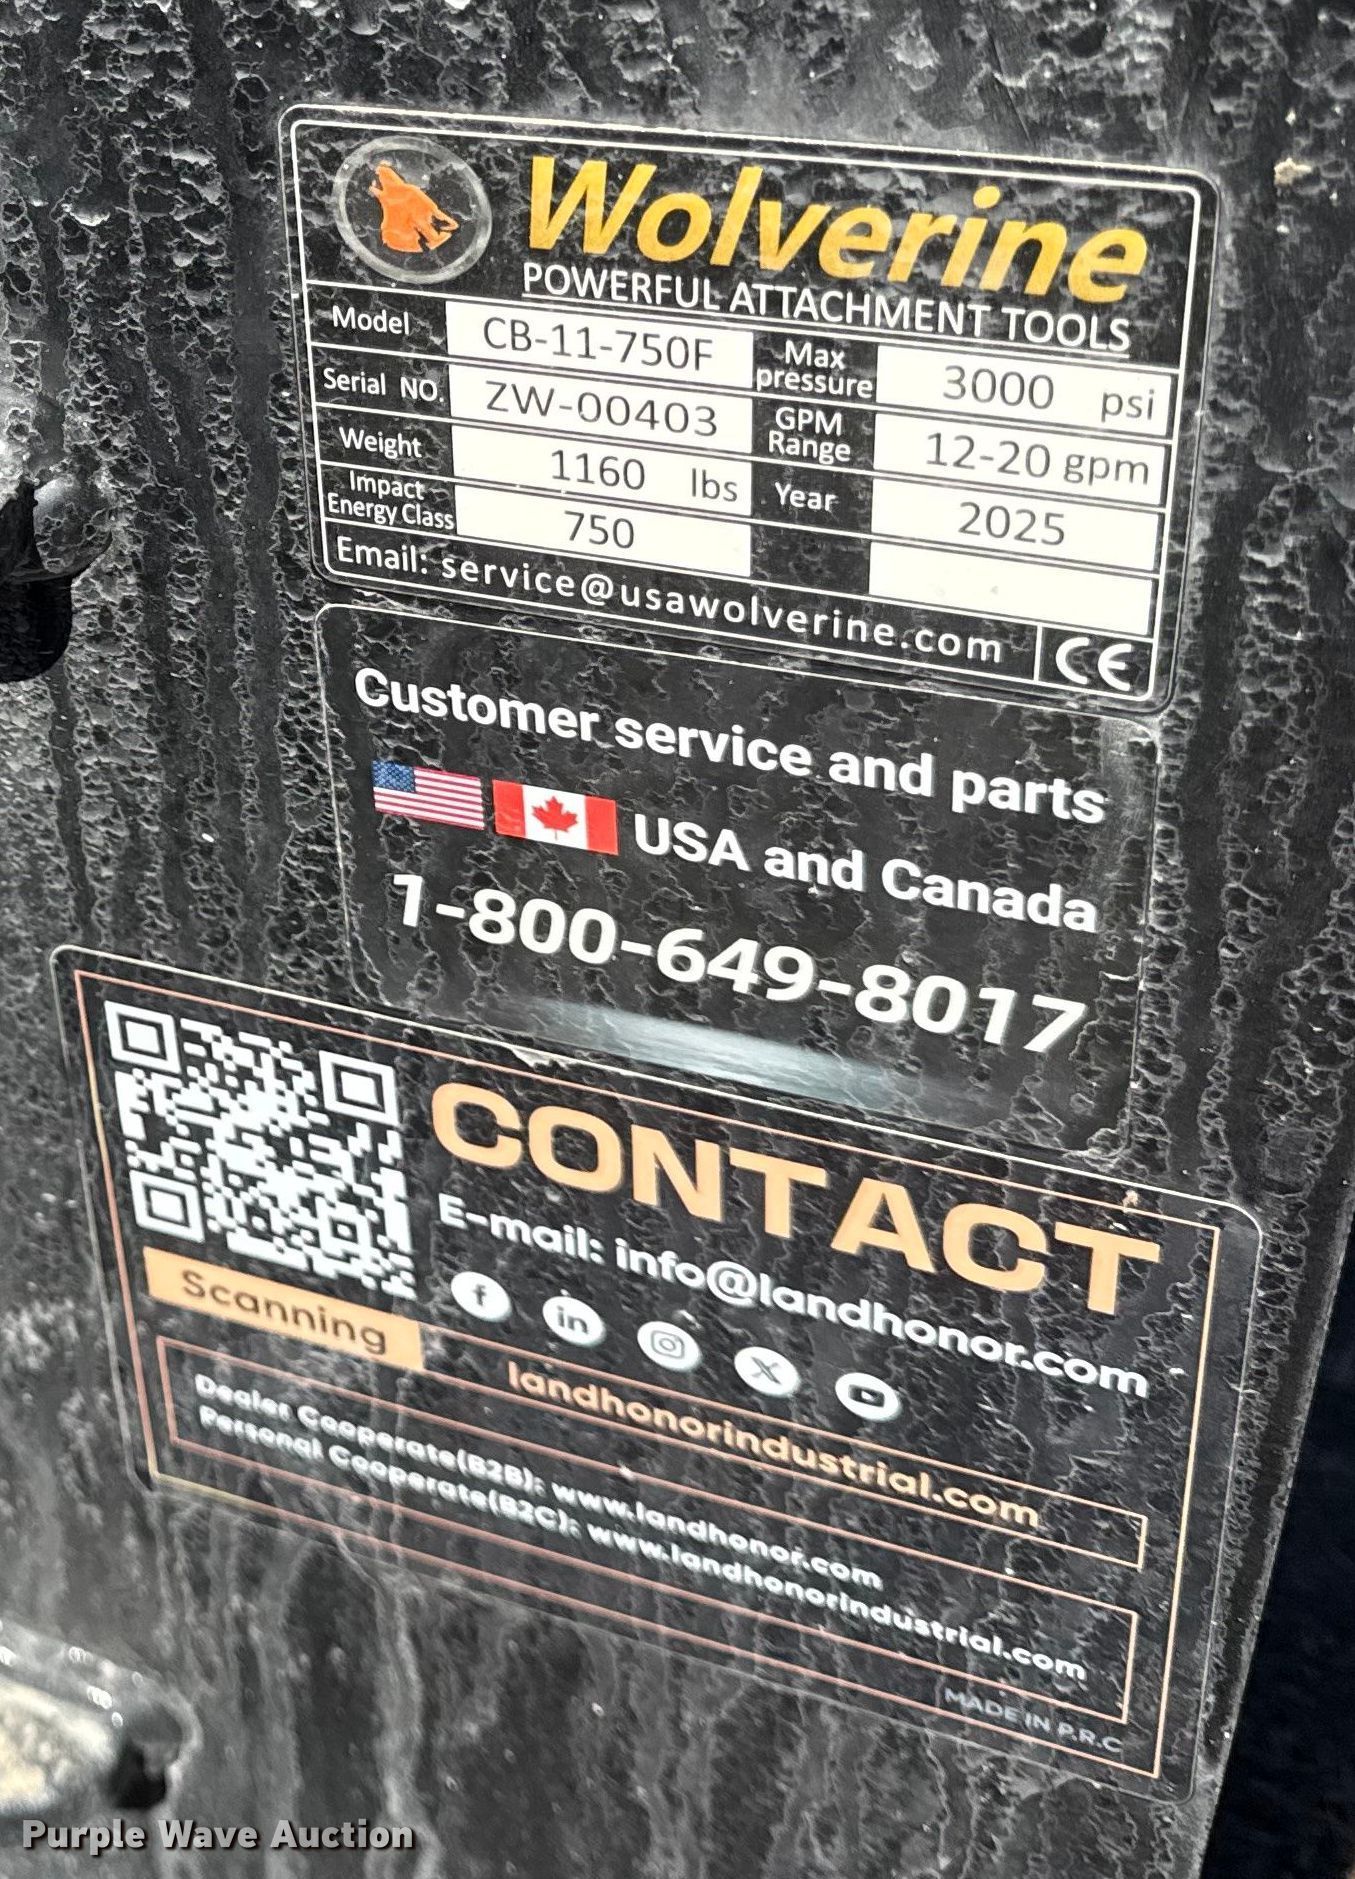 Wolverine
POWERFUL ATTACHMENT TOOLS
Model CB-11-750F Max pressure 3000 psi
Serial NO. ZW-00403 GPM Range 12-20 gpm
Weight 1160 lbs Year 2025
Impact Energy Class 750
Email: service@usawolverine.com CE
Customer service and parts
USA and Canada
1-800-649-8017
CONTACT
E-mail: info@landhonor.com
f in X
Scanning
landhonorindustrial.com
Dealer Cooperate(B2B): www.landhonor.com
Personal Cooperate(B2C): www.landhonorindustrial.com
MADE IN P.R.C
Purple Wave Auction